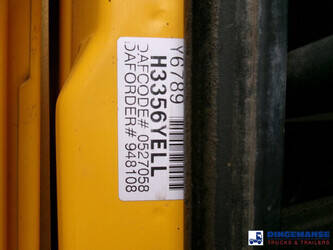 Y6789
H3356YELL
DAFCODE# 0527058
DAFORDER# 948108
DINGEMANSE
TRUCKS & TRAILERS